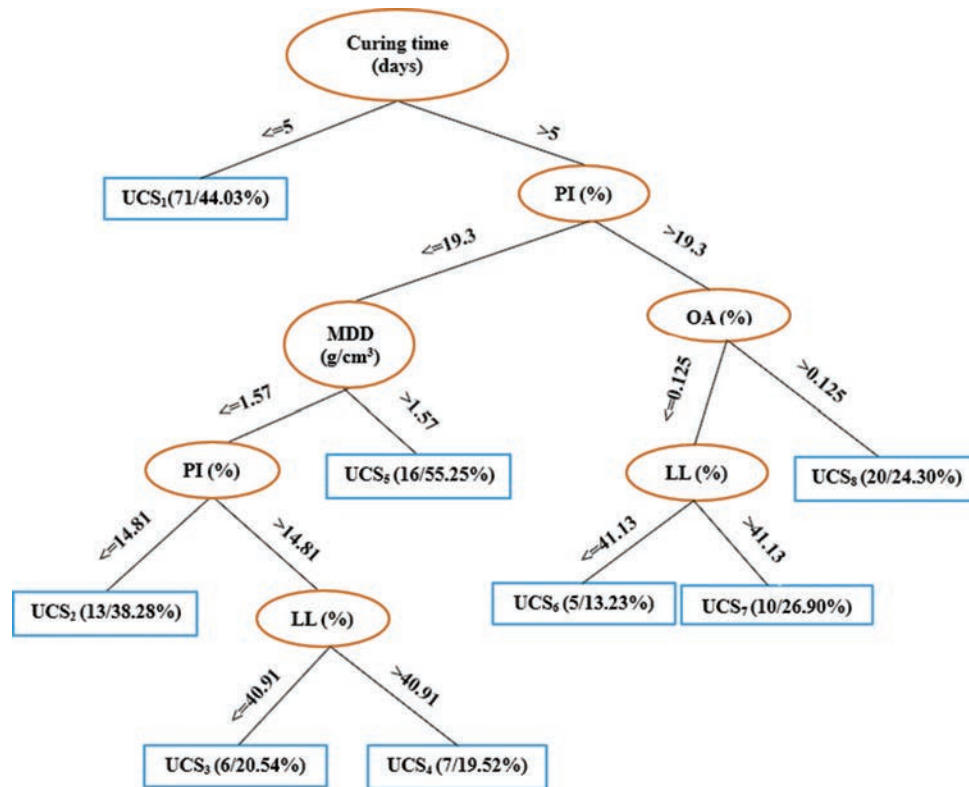 Curing time
(days)
<=5
>5
UCS₁(71/44.03%)
PI (%)
<=19.3
>19.3
MDD
(g/cm³)
OA (%)
<=1.57
>1.57
<=0.125
>0.125
PI (%)
UCS₅ (16/55.25%)
LL (%)
UCS₈ (20/24.30%)
<=14.81
>14.81
<=41.13
>41.13
UCS₂ (13/38.28%)
LL (%)
UCS₆ (5/13.23%)
UCS₇ (10/26.90%)
<=40.91
>40.91
UCS₃ (6/20.54%)
UCS₄ (7/19.52%)